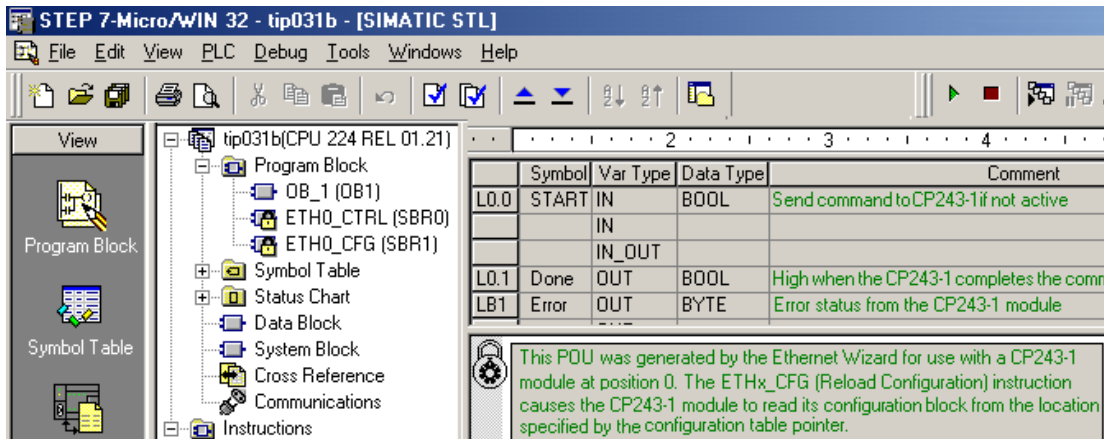 STEP 7-Micro/WIN 32 - tip031b - [SIMATIC STL]
File Edit View PLC Debug Tools Windows Help
View
Program Block
Symbol Table
tip031b(CPU 224 REL 01.21)
Program Block
OB_1 (OB1)
ETH0_CTRL (SBR0)
ETH0_CFG (SBR1)
Symbol Table
Status Chart
Data Block
System Block
Cross Reference
Communications
Instructions
2 3 4
Symbol Var Type Data Type Comment
L0.0 START IN BOOL Send command to CP243-1 if not active
IN
IN_OUT
L0.1 Done OUT BOOL High when the CP243-1 completes the comm
LB1 Error OUT BYTE Error status from the CP243-1 module
This POU was generated by the Ethernet Wizard for use with a CP243-1
module at position 0. The ETHx_CFG (Reload Configuration) instruction
causes the CP243-1 module to read its configuration block from the location
specified by the configuration table pointer.